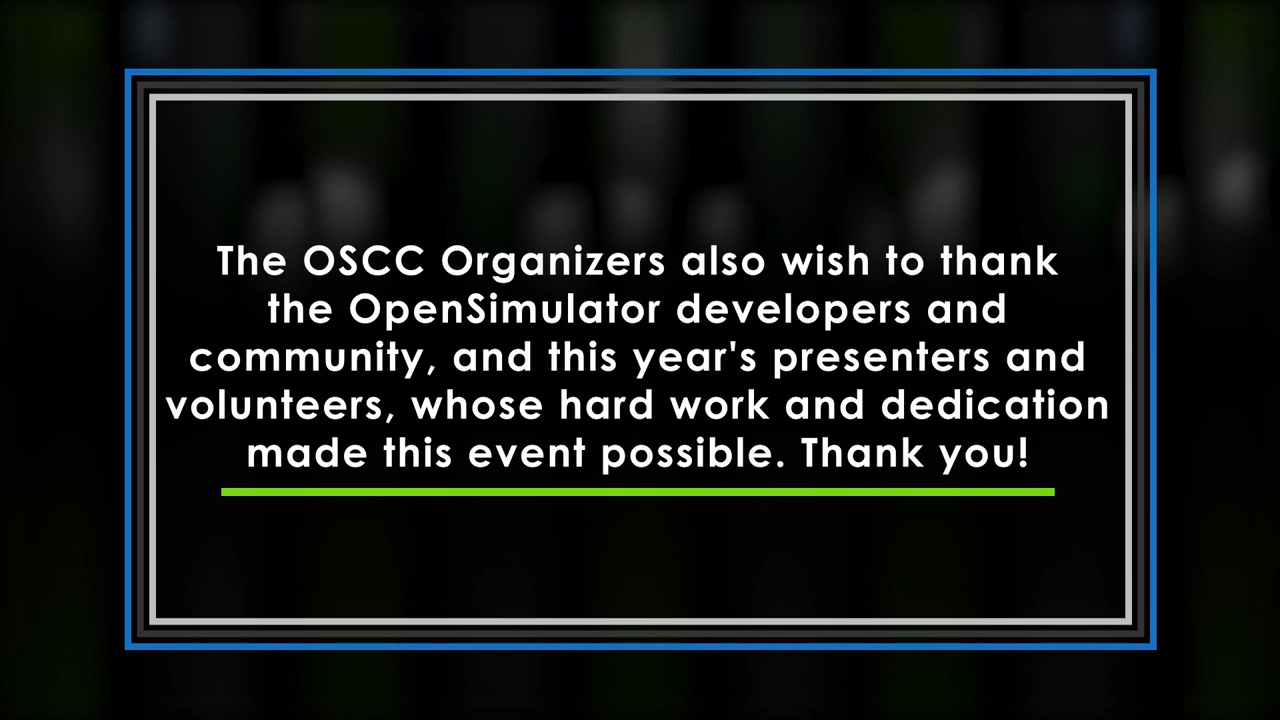 The OSCC Organizers also wish to thank
the OpenSimulator developers and
community, and this year's presenters and
volunteers, whose hard work and dedication
made this event possible. Thank you!